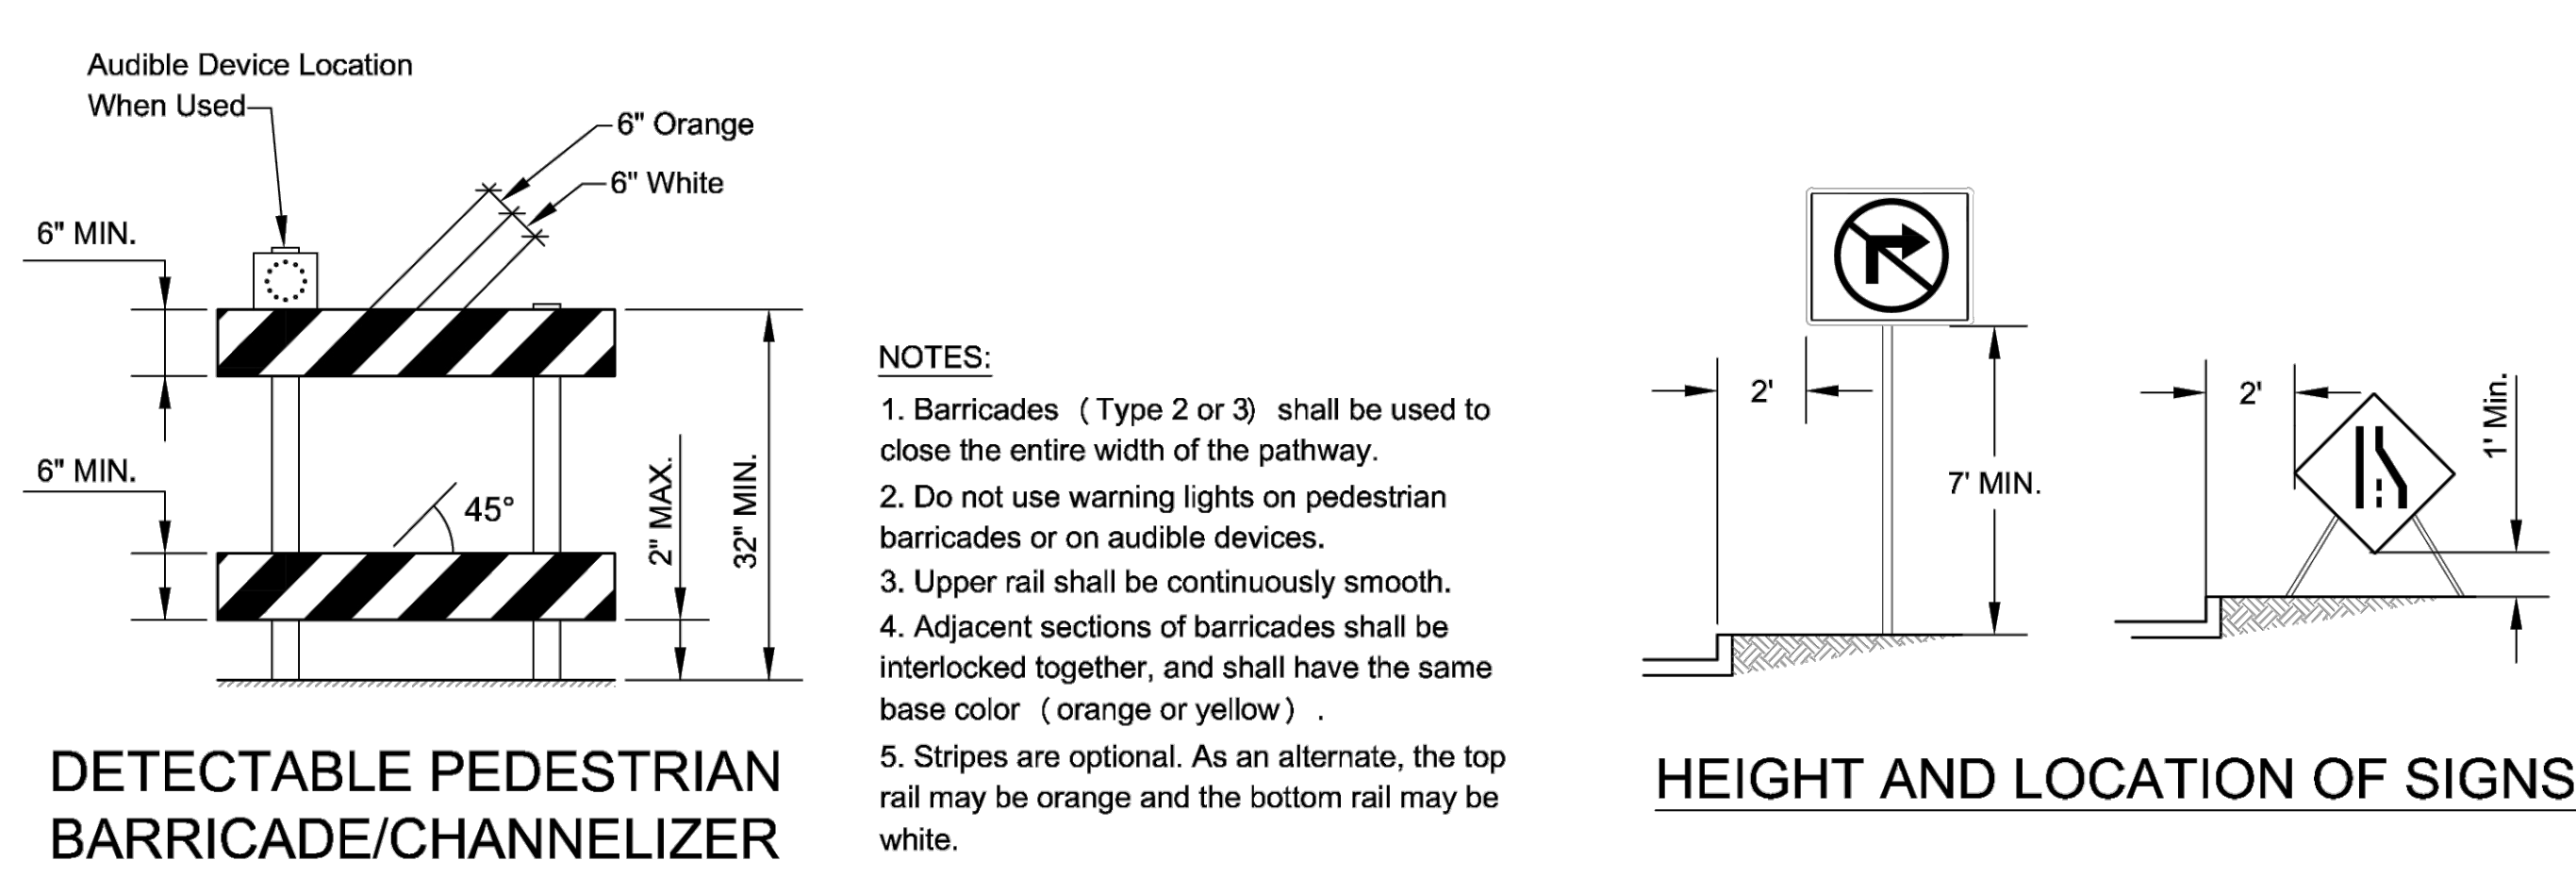 Audible Device Location
When Used
6" Orange
6" White
6" MIN.
6" MIN.
45°
2" MAX.
32" MIN.
DETECTABLE PEDESTRIAN
BARRICADE/CHANNELIZER
NOTES:
1. Barricades (Type 2 or 3) shall be used to
close the entire width of the pathway.
2. Do not use warning lights on pedestrian
barricades or on audible devices.
3. Upper rail shall be continuously smooth.
4. Adjacent sections of barricades shall be
interlocked together, and shall have the same
base color (orange or yellow) .
5. Stripes are optional. As an alternate, the top
rail may be orange and the bottom rail may be
white.
2'
7' MIN.
2'
1' Min.
HEIGHT AND LOCATION OF SIGNS